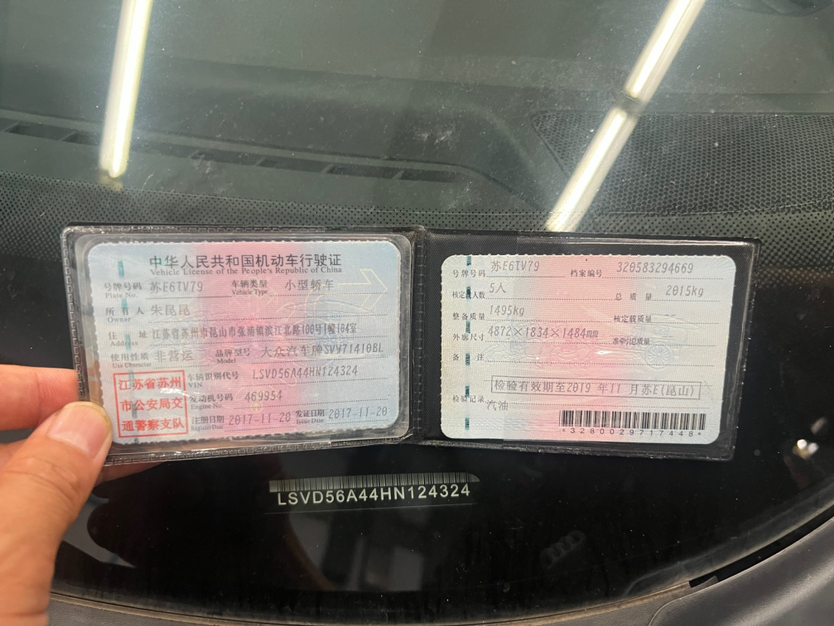 中华人民共和国机动车行驶证
Vehicle License of the People's Republic of China
号牌号码 苏E6TV79 车辆类型 小型轿车
Plate No. Vehicle Type
所有人 朱昆昆
Owner
住址 江苏省苏州市昆山市张浦镇滨江北路100号1幢104室
Address
使用性质 非营运 品牌型号 大众汽车牌SVW71410BL
Use Character Model
江苏省苏州
市公安局交
通警察支队
车辆识别代号 LSVD56A44HN124324
VIN
发动机号码 469954
Engine No.
注册日期 2017-11-20 发证日期 2017-11-20
Register Date Issue Date
号牌号码 苏E6TV79 档案编号 320583294669
核定载人数 5人 总质量 2015kg
整备质量 1495kg 核定载质量
外廓尺寸 4872×1834×1484mm 准牵引总质量
备注
检验有效期至2019年11月苏E(昆山)
检验记录
汽油
*3280029717448*
LSVD56A44HN124324